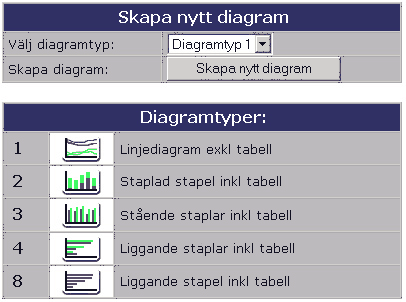 Skapa nytt diagram
Välj diagramtyp: Diagramtyp 1
Skapa diagram: Skapa nytt diagram
Diagramtyper:
1 Linjediagram exkl tabell
2 Staplad stapel inkl tabell
3 Stående staplar inkl tabell
4 Liggande staplar inkl tabell
8 Liggande stapel inkl tabell